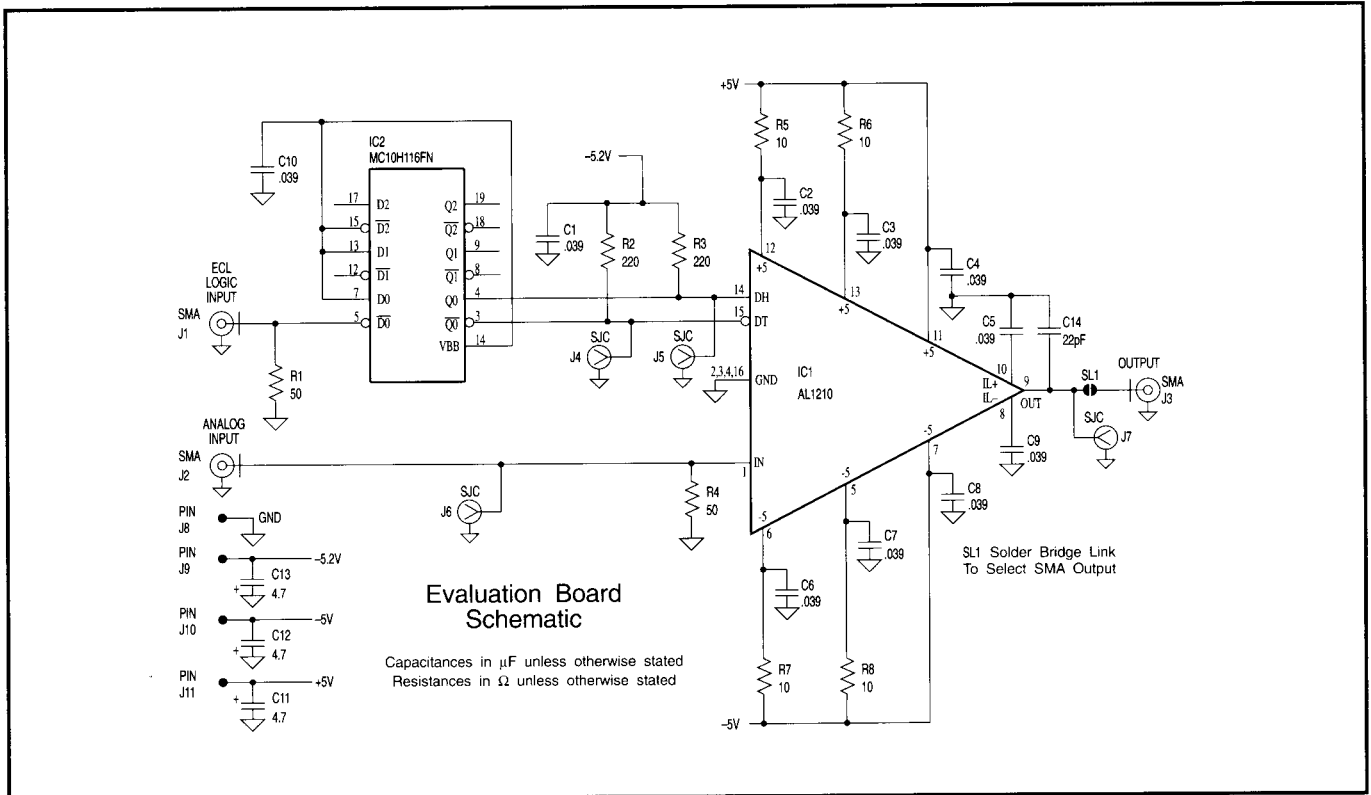 +5V
R5
10
R6
10
IC2
MC10H116FN
C10
.039
-5.2V
17 D2 Q2 19
15 D2 Q2 18
13 D1 Q1 9
12 D1 Q1 8
7 D0 Q0 4
5 D0 Q0 3
VBB 14
C1
.039
R2
220
R3
220
C2
.039
C3
.039
C4
.039
C5
.039
C14
22pF
12
+5
13
+5
11
+5
ECL
LOGIC
INPUT
SMA
J1
R1
50
14 DH
15 DT
SJC
J4
SJC
J5
2,3,4,16
GND
IC1
AL1210
10
IL+
IL-
8
9
OUT
SL1
OUTPUT
SMA
J3
SJC
J7
C9
.039
ANALOG
INPUT
SMA
J2
IN
1
SJC
J6
R4
50
-5
7
-5
5
-5
6
C8
.039
C7
.039
C6
.039
SL1 Solder Bridge Link
To Select SMA Output
PIN
J8
GND
PIN
J9
-5.2V
+
C13
4.7
PIN
J10
-5V
+
C12
4.7
PIN
J11
+5V
+
C11
4.7
Evaluation Board
Schematic
Capacitances in µF unless otherwise stated
Resistances in Ω unless otherwise stated
R7
10
R8
10
-5V